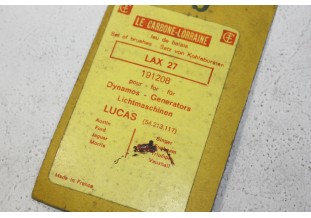 LE CARBONE-LORRAINE
Jeu de balais
Set of brushes Satz von Kohlebürsten
LAX 27
191208
pour - for - für
Dynamos - Generators
Lichtmaschinen
LUCAS (54.213.117)
Austin Singer
Ford
Jaguar
Morris Vauxhall
Made in France